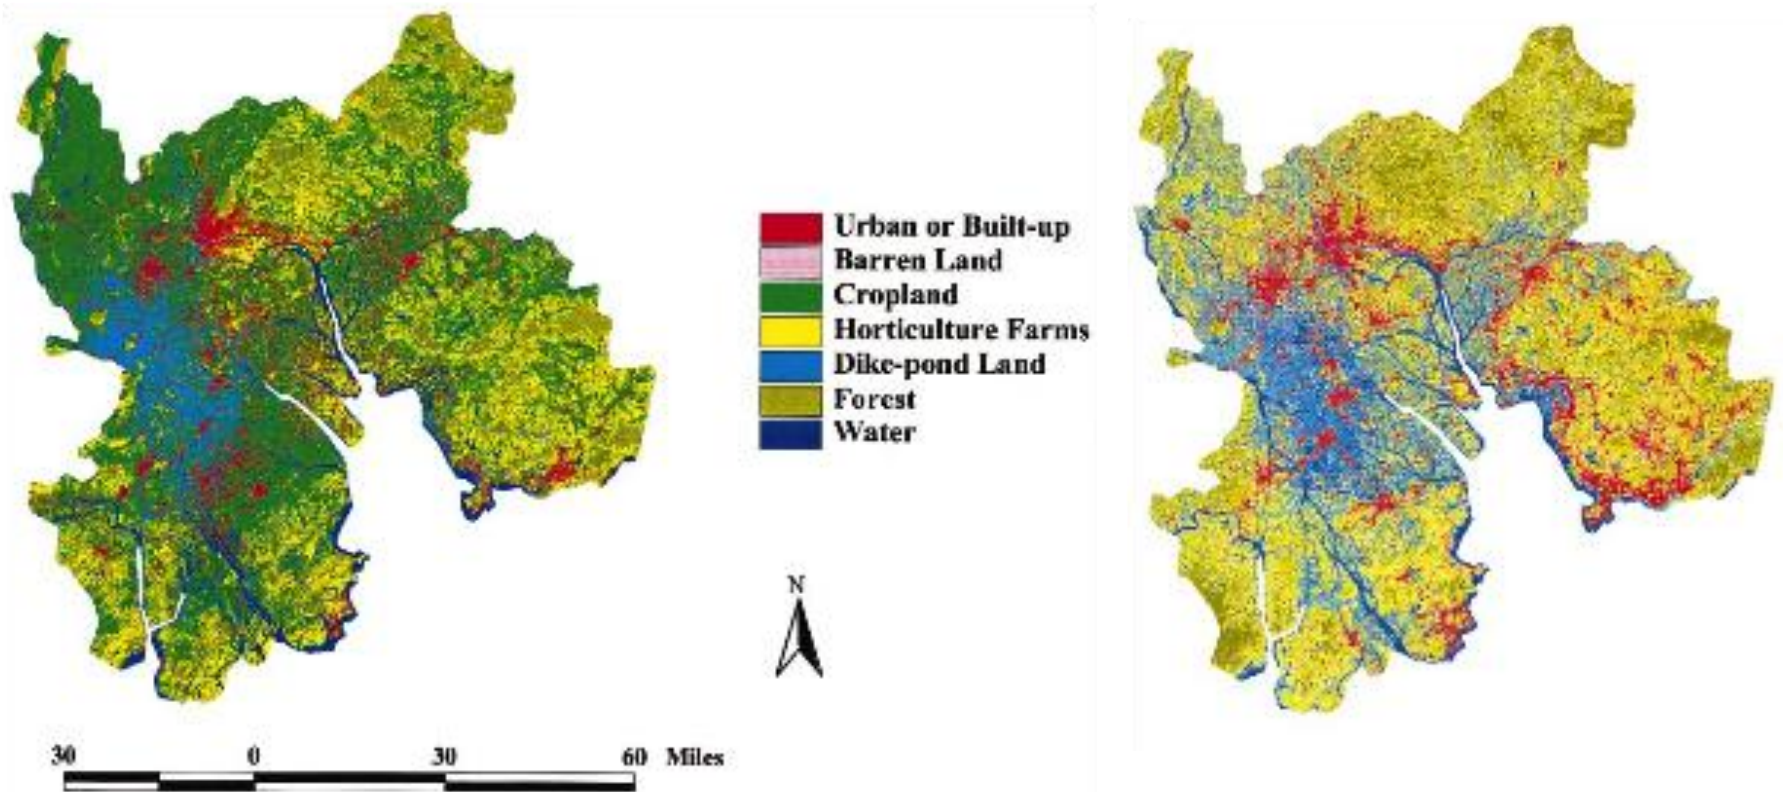 Urban or Built-up
Barren Land
Cropland
Horticulture Farms
Dike-pond Land
Forest
Water
N
30 0 30 60 Miles